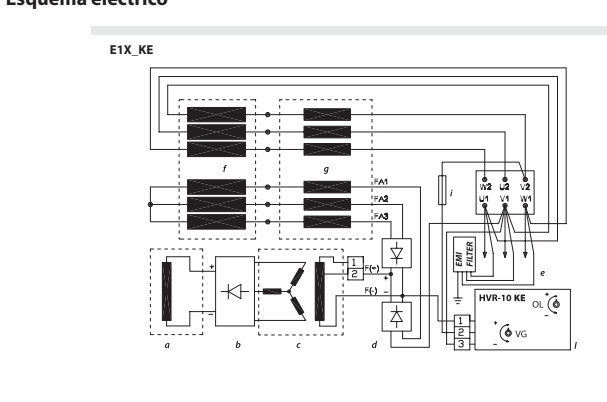 Esquema eléctrico
E1X_KE
f
g
FA1
FA2
FA3
i
W2 U2 V2
U1 V1 W1
EMI
FILTER
e
1
2
F(+)
+
F(-) -
+
-
a
b
c
d
HVR-10 KE
OL + -
1
2
3
+ - VG
l